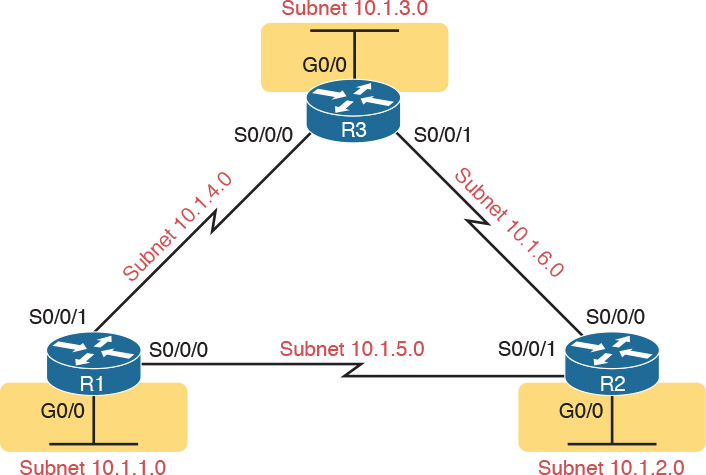 Subnet 10.1.3.0
G0/0
R3
S0/0/0
S0/0/1
Subnet 10.1.4.0
Subnet 10.1.6.0
S0/0/1
S0/0/0
S0/0/0
Subnet 10.1.5.0
S0/0/1
R1
R2
G0/0
G0/0
Subnet 10.1.1.0
Subnet 10.1.2.0